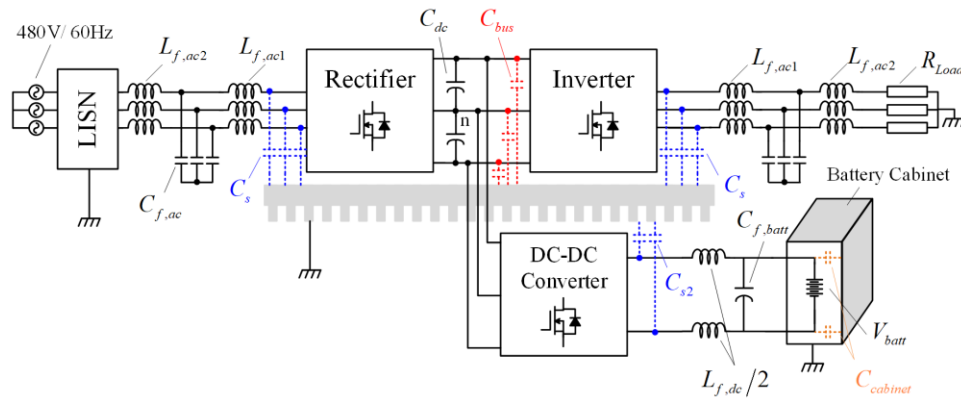 480V/ 60Hz
L_{f,ac2}
L_{f,ac1}
LISN
C_{f,ac}
C_s
Rectifier
C_{dc}
n
C_{bus}
Inverter
L_{f,ac1}
L_{f,ac2}
R_{Load}
C_s
Battery Cabinet
DC-DC
Converter
C_{s2}
C_{f,batt}
L_{f,dc}/2
V_{batt}
C_{cabinet}